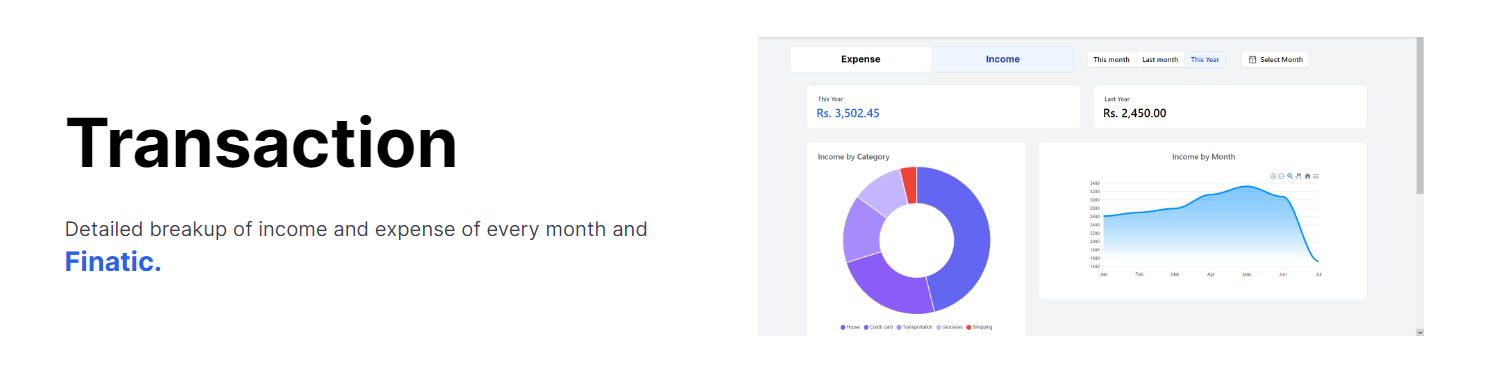 Transaction
Detailed breakup of income and expense of every month and
Finatic.
Expense
Income
This month
Last month
This Year
Select Month
This Year
Rs. 3,502.45
Last Year
Rs. 2,450.00
Income by Category
House
Credit card
Transportation
Groceries
Shopping
Income by Month
3400
3200
3000
2800
2600
2400
2200
2000
1800
1600
1400
Jan
Feb
Mar
Apr
May
Jun
Jul